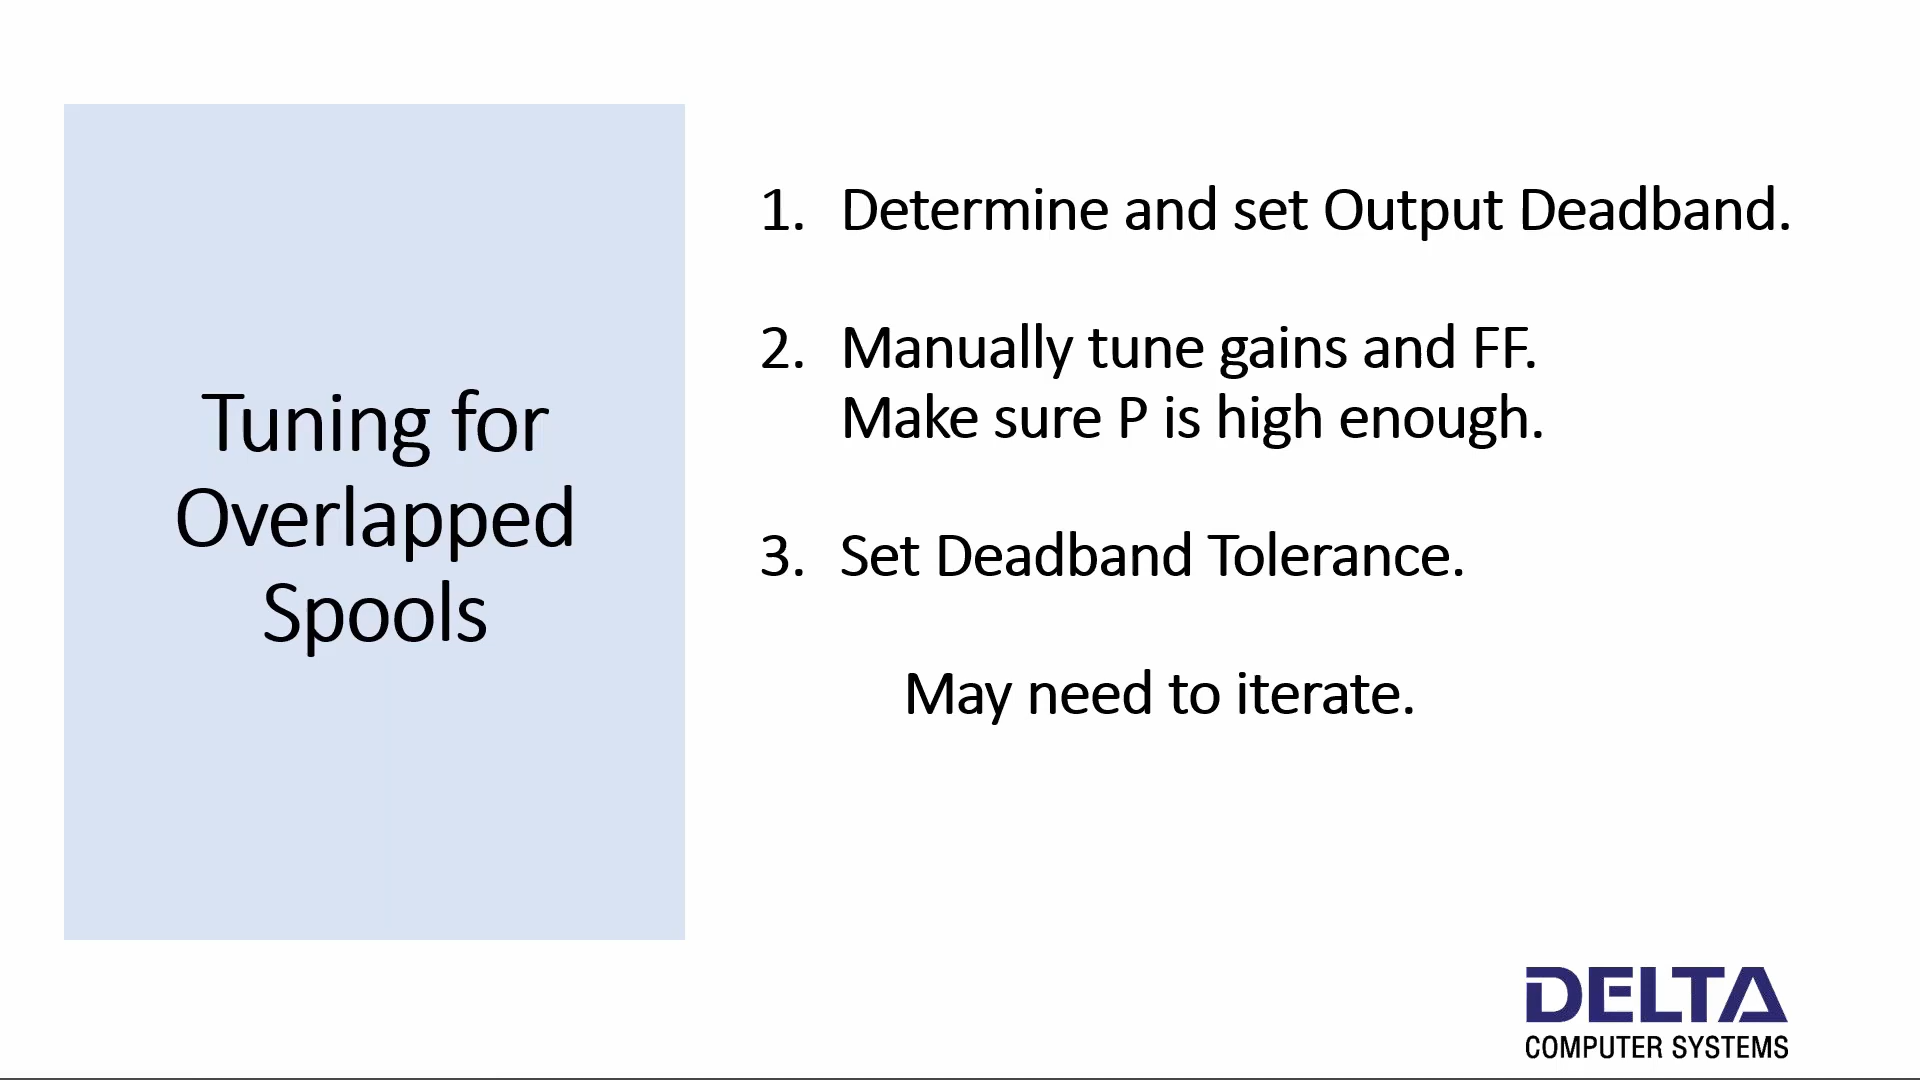 Tuning for
Overlapped
Spools
1. Determine and set Output Deadband.
2. Manually tune gains and FF.
Make sure P is high enough.
3. Set Deadband Tolerance.
May need to iterate.
DELTA
COMPUTER SYSTEMS